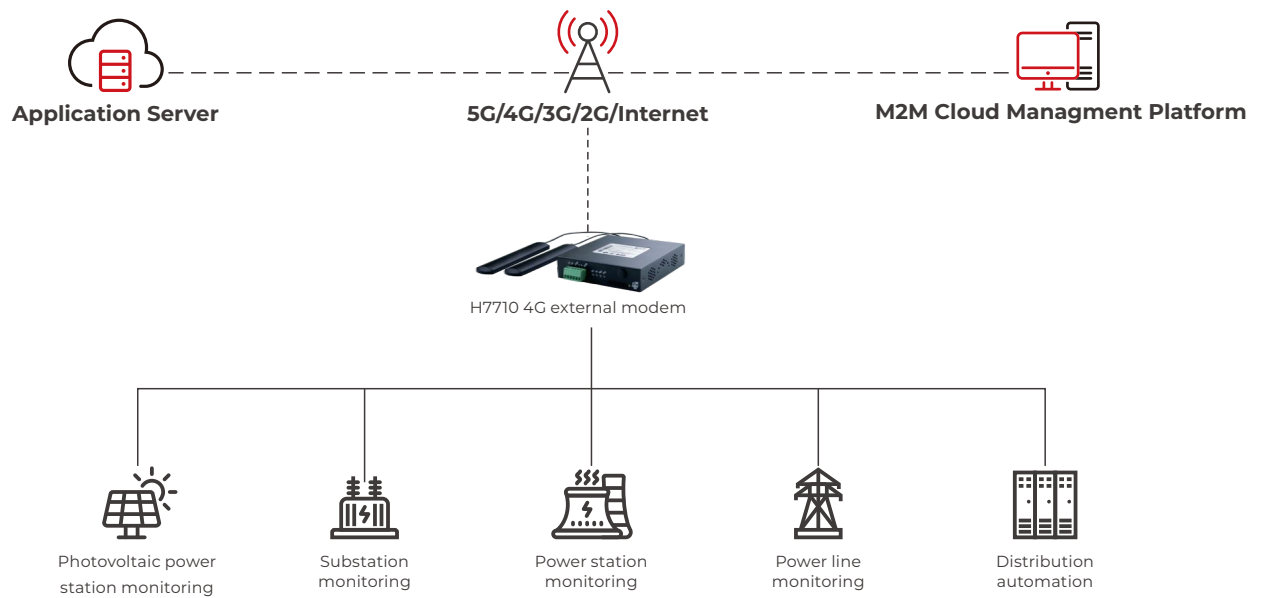 Application Server
5G/4G/3G/2G/Internet
M2M Cloud Managment Platform
H7710 4G external modem
Photovoltaic power
station monitoring
Substation
monitoring
Power station
monitoring
Power line
monitoring
Distribution
automation